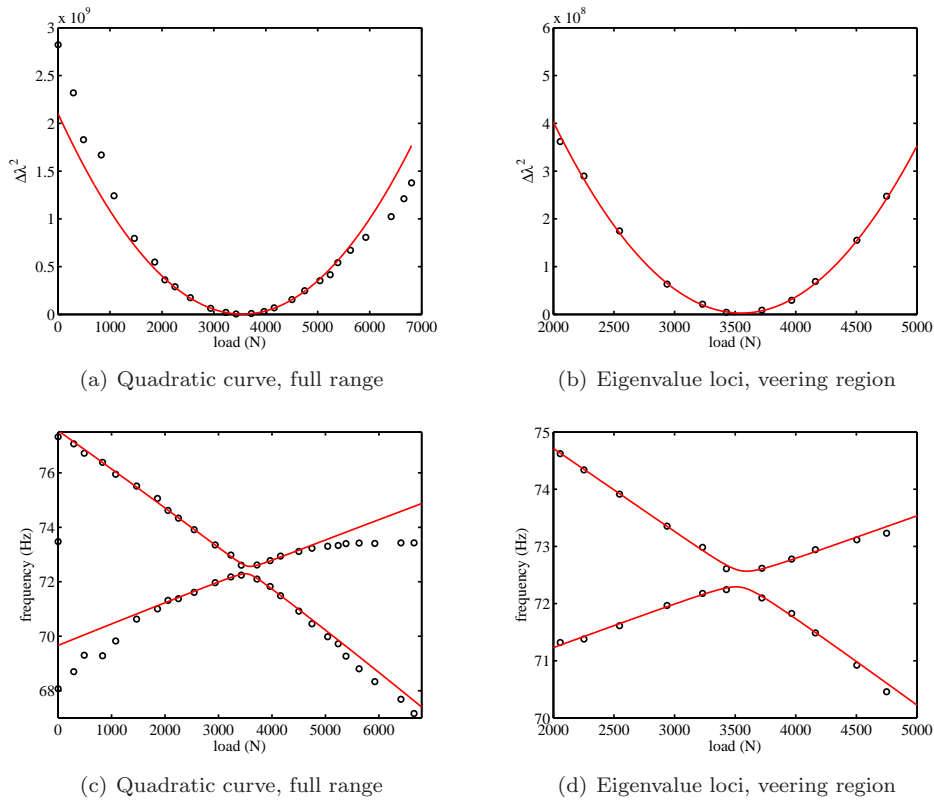 x 10^9
3
2.5
2
1.5
1
0.5
0
Δλ^2
0 1000 2000 3000 4000 5000 6000 7000
load (N)
(a) Quadratic curve, full range
x 10^8
6
5
4
3
2
1
0
Δλ^2
2000 2500 3000 3500 4000 4500 5000
load (N)
(b) Eigenvalue loci, veering region
76
74
72
70
68
frequency (Hz)
0 1000 2000 3000 4000 5000 6000
load (N)
(c) Quadratic curve, full range
75
74
73
72
71
70
frequency (Hz)
2000 2500 3000 3500 4000 4500 5000
load (N)
(d) Eigenvalue loci, veering region